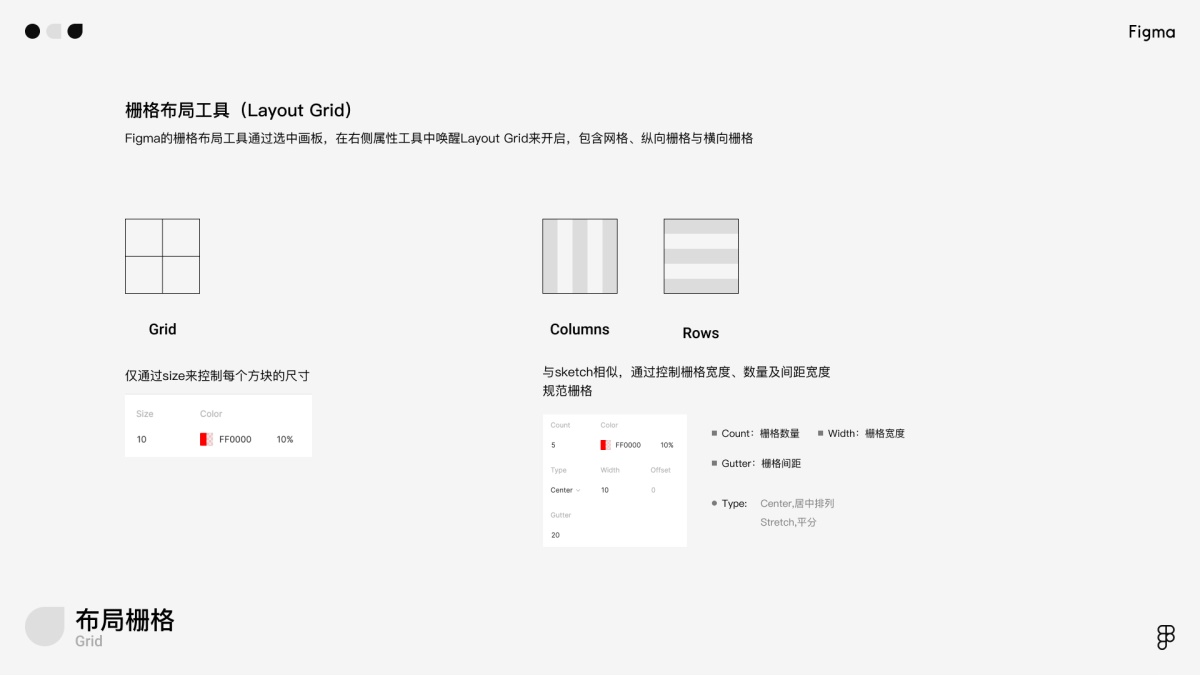 Figma
栅格布局工具（Layout Grid）
Figma的栅格布局工具通过选中画板，在右侧属性工具中唤醒Layout Grid来开启，包含网格、纵向栅格与横向栅格
Grid
仅通过size来控制每个方块的尺寸
Size Color
10 FF0000 10%
Columns
Rows
与sketch相似，通过控制栅格宽度、数量及间距宽度
规范栅格
Count Color
5 FF0000 10%
Type Width Offset
Center 10 0
Gutter
20
Count：栅格数量 Width：栅格宽度
Gutter：栅格间距
Type: Center,居中排列
Stretch,平分
布局栅格
Grid